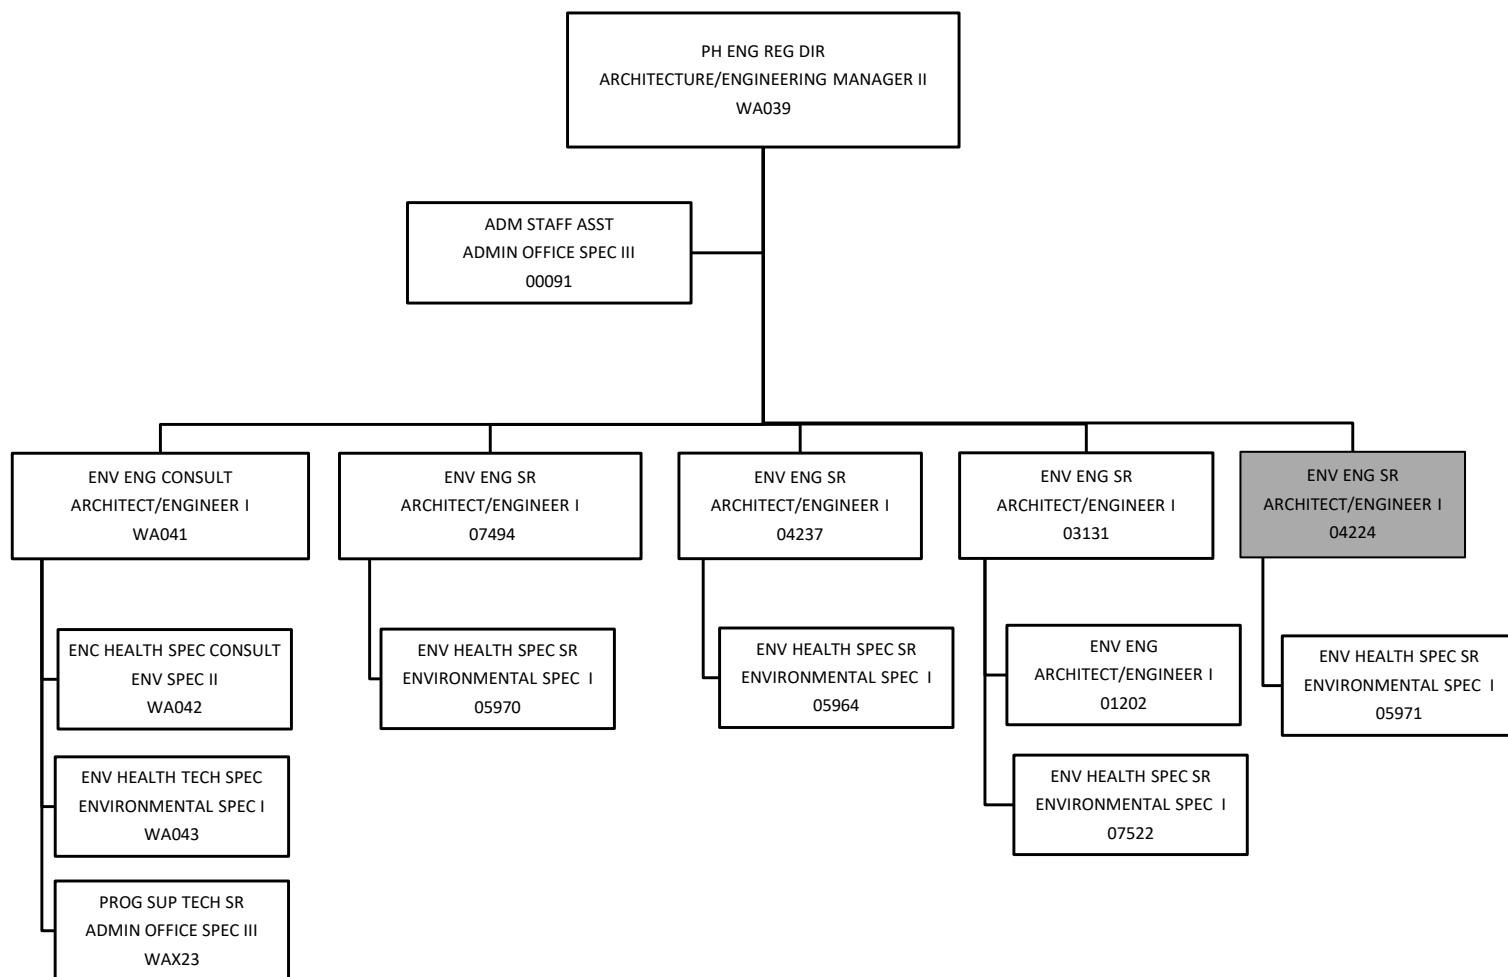 PH ENG REG DIR
ARCHITECTURE/ENGINEERING MANAGER II
WA039
ADM STAFF ASST
ADMIN OFFICE SPEC III
00091
ENV ENG CONSULT
ARCHITECT/ENGINEER I
WA041
ENV ENG SR
ARCHITECT/ENGINEER I
07494
ENV ENG SR
ARCHITECT/ENGINEER I
04237
ENV ENG SR
ARCHITECT/ENGINEER I
03131
ENV ENG SR
ARCHITECT/ENGINEER I
04224
ENC HEALTH SPEC CONSULT
ENV SPEC II
WA042
ENV HEALTH SPEC SR
ENVIRONMENTAL SPEC I
05970
ENV HEALTH SPEC SR
ENVIRONMENTAL SPEC I
05964
ENV ENG
ARCHITECT/ENGINEER I
01202
ENV HEALTH SPEC SR
ENVIRONMENTAL SPEC I
05971
ENV HEALTH TECH SPEC
ENVIRONMENTAL SPEC I
WA043
ENV HEALTH SPEC SR
ENVIRONMENTAL SPEC I
07522
PROG SUP TECH SR
ADMIN OFFICE SPEC III
WAX23